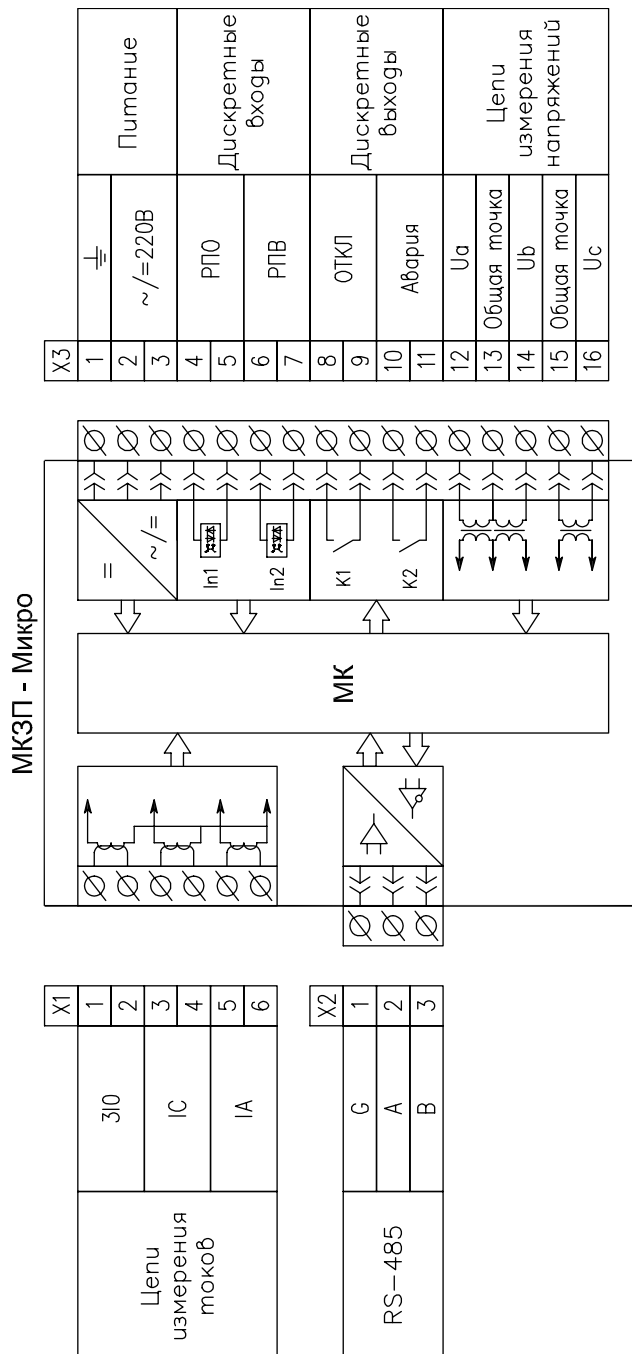 МКЗП - Микро
X1
Цепи
измерения
токов
3I0
1
2
IC
3
4
IA
5
6
X2
RS-485
G
1
A
2
B
3
МК
=
~/=
In1
In2
K1
K2
X3
1
Питание
2
~/=220В
3
4
РПО
Дискретные
входы
5
6
РПВ
7
8
ОТКЛ
Дискретные
выходы
9
10
Авария
11
12
Ua
Цепи
измерения
напряжений
13
Общая точка
14
Ub
15
Общая точка
16
Uc